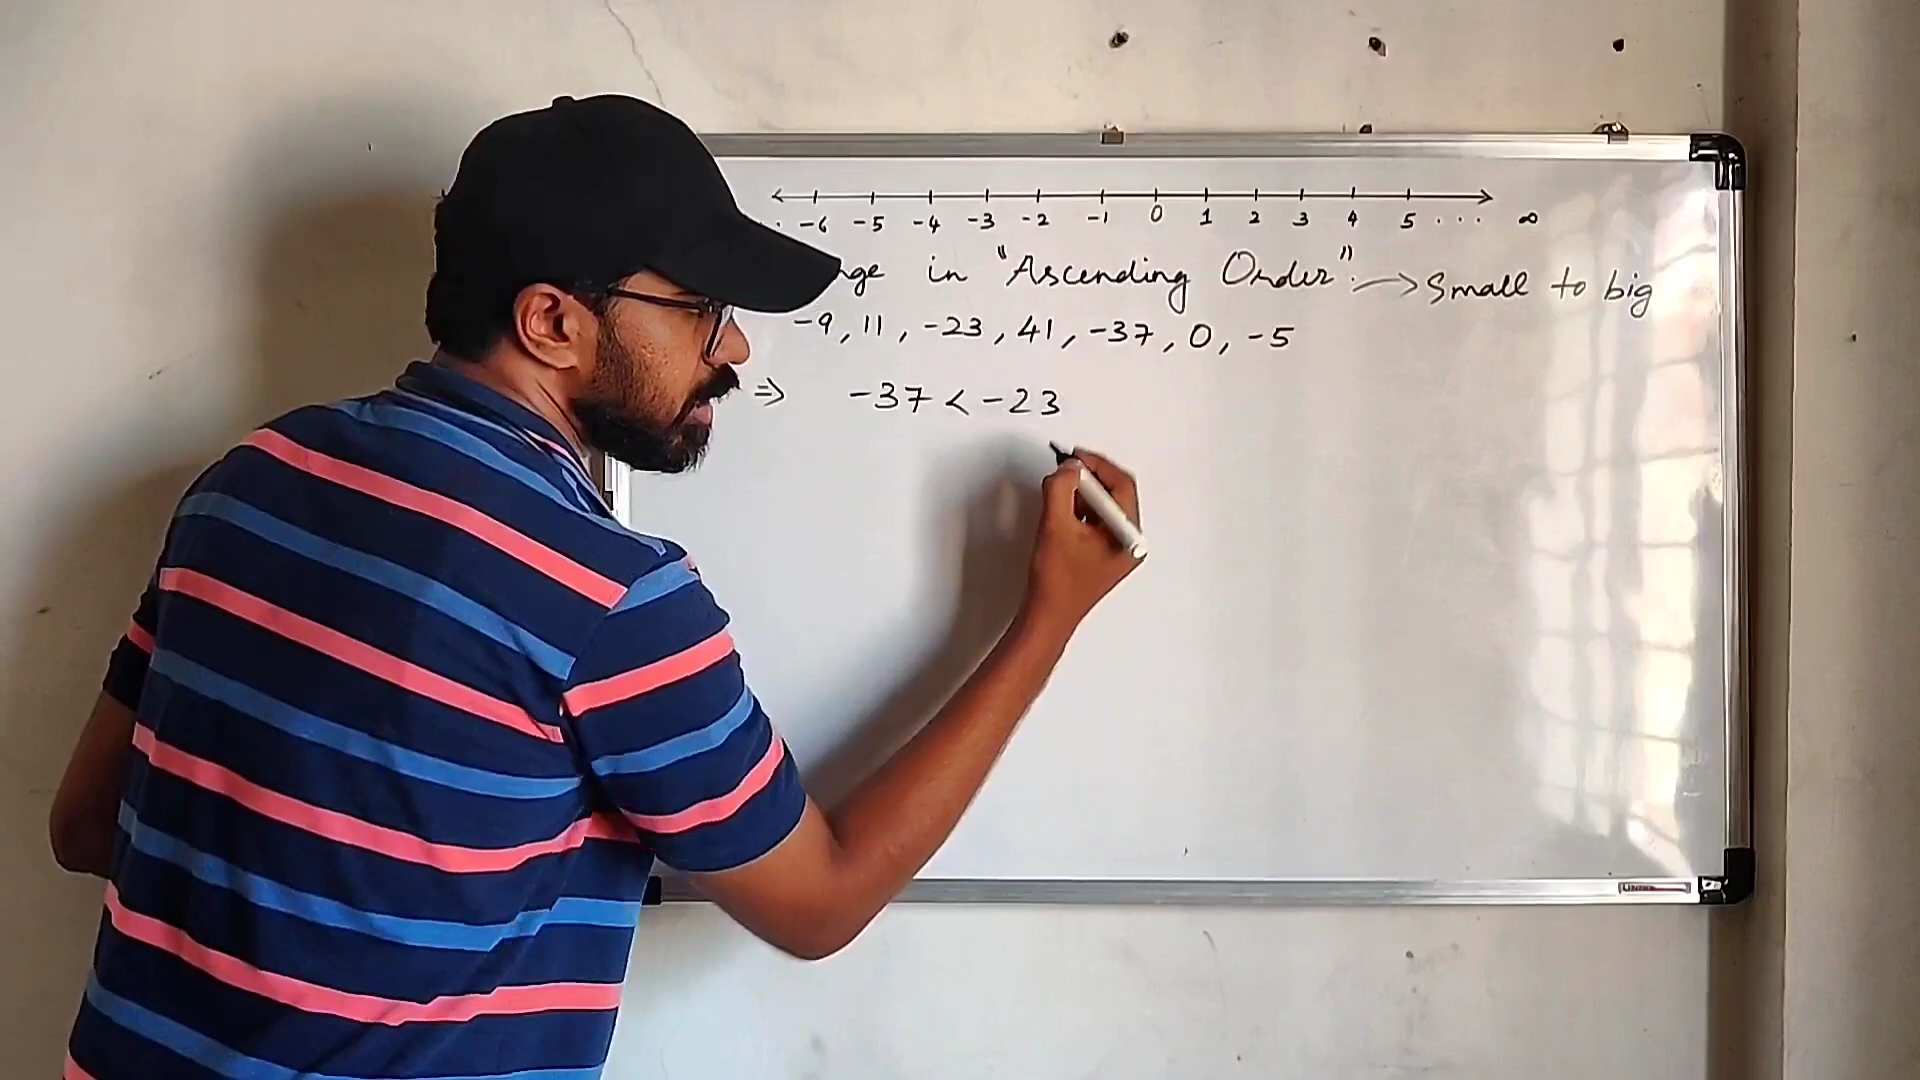 -6 -5 -4 -3 -2 -1 0 1 2 3 4 5 . . . ∞
in "Ascending Order". → Small to big
-9, 11, -23, 41, -37, 0, -5
⇒ -37 < -23